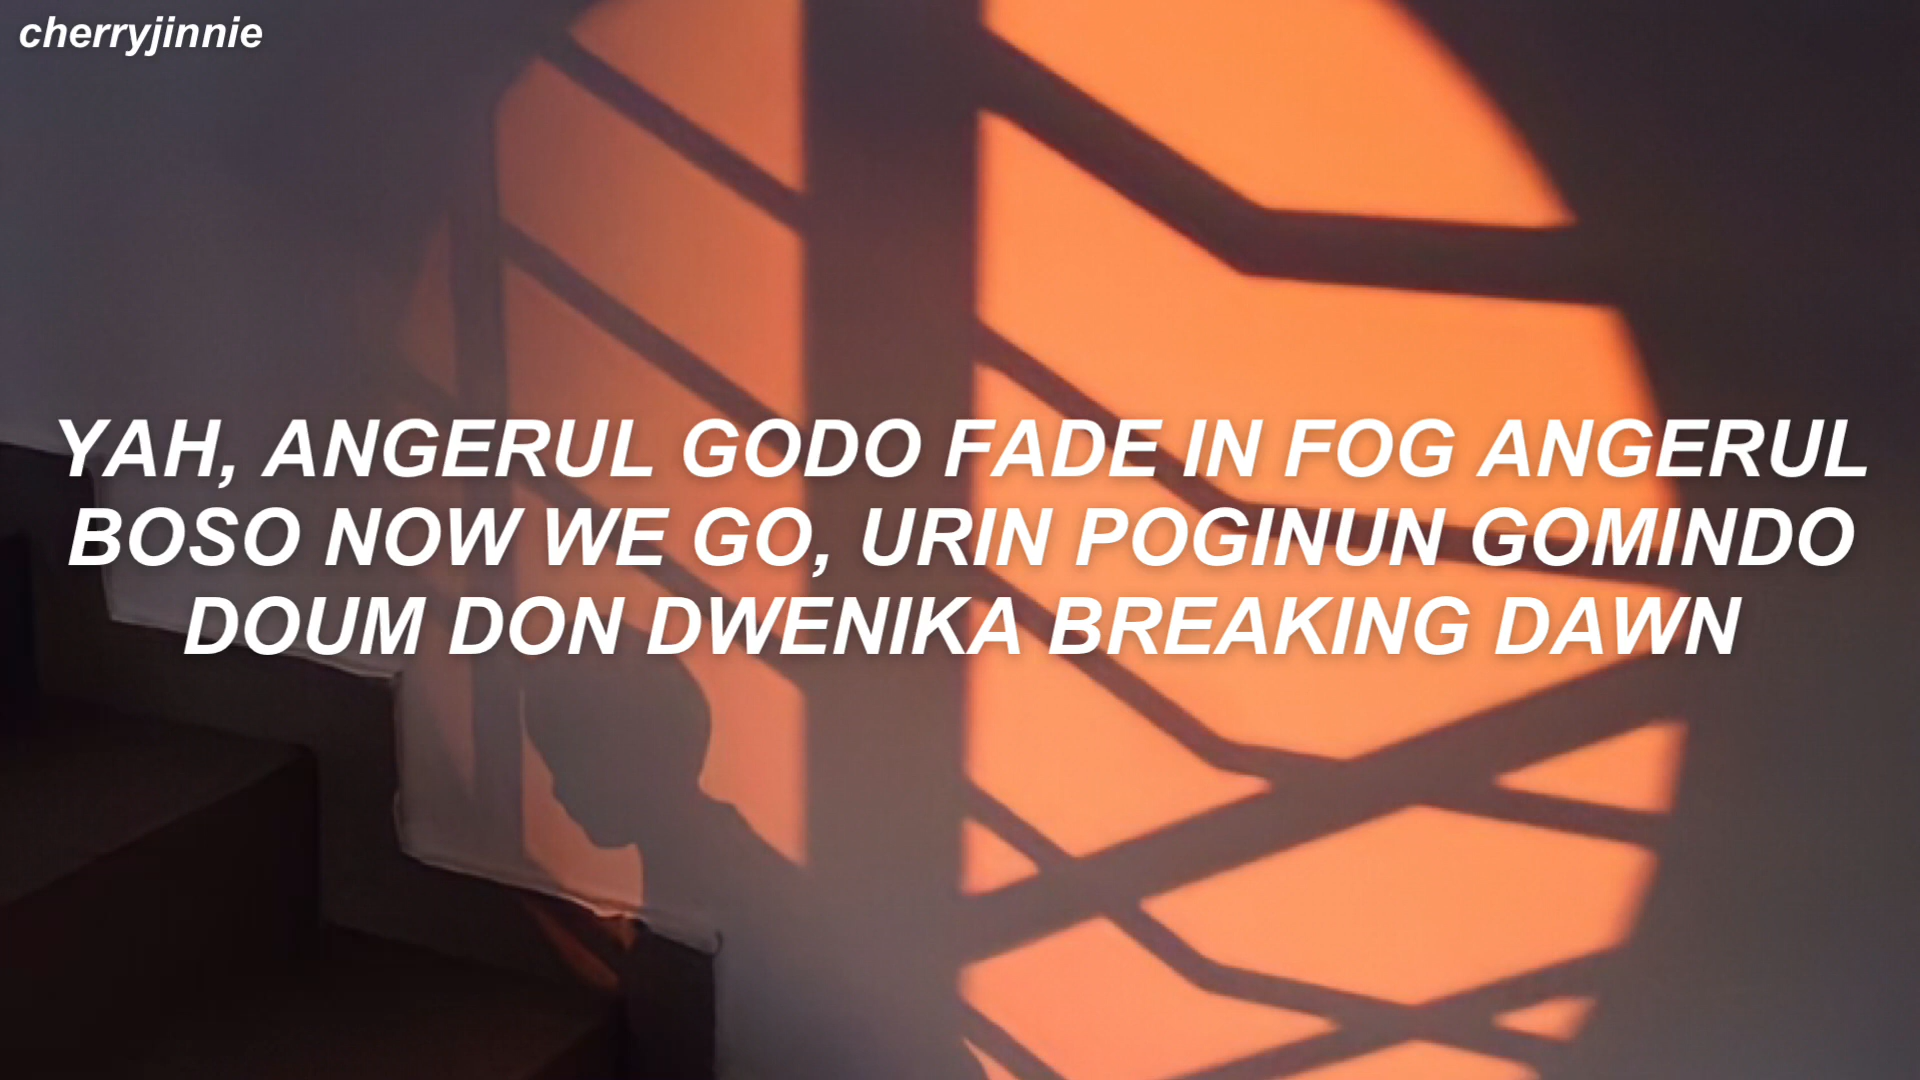 cherryjinnie
YAH, ANGERUL GODO FADE IN FOG ANGERUL
BOSO NOW WE GO, URIN POGINUN GOMINDO
DOUM DON DWENIKA BREAKING DAWN